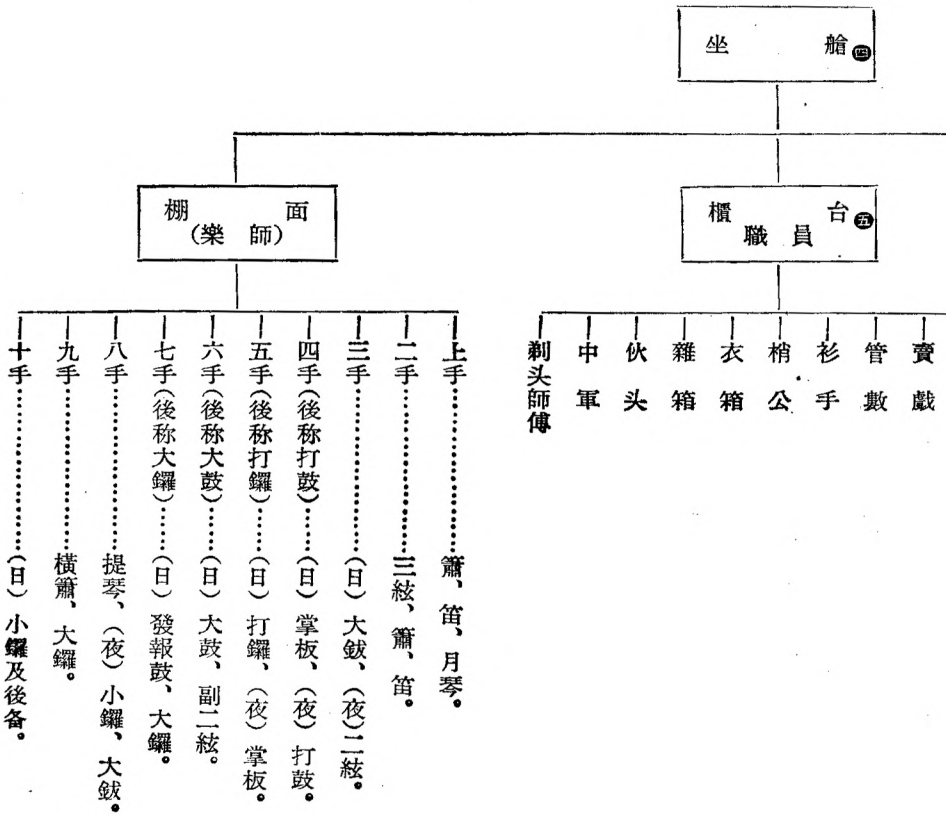 坐艙㊃
櫃台㊄
職員
賣戲
管數
衫手
梢公
衣箱
雜箱
伙头
中軍
剃头師傅
棚面
(樂師)
上手………………簫、笛、月琴。
二手………………三絃、簫、笛。
三手………………(日)大鈸、(夜)二絃。
四手(後称打鼓)……(日)掌板、(夜)打鼓。
五手(後称打鑼)……(日)打鑼、(夜)掌板。
六手(後称大鼓)……(日)大鼓、副二絃。
七手(後称大鑼)……(日)發報鼓、大鑼。
八手………………提琴、(夜)小鑼、大鈸。
九手………………橫簫、大鑼。
十手………………(日)小鑼及後备。